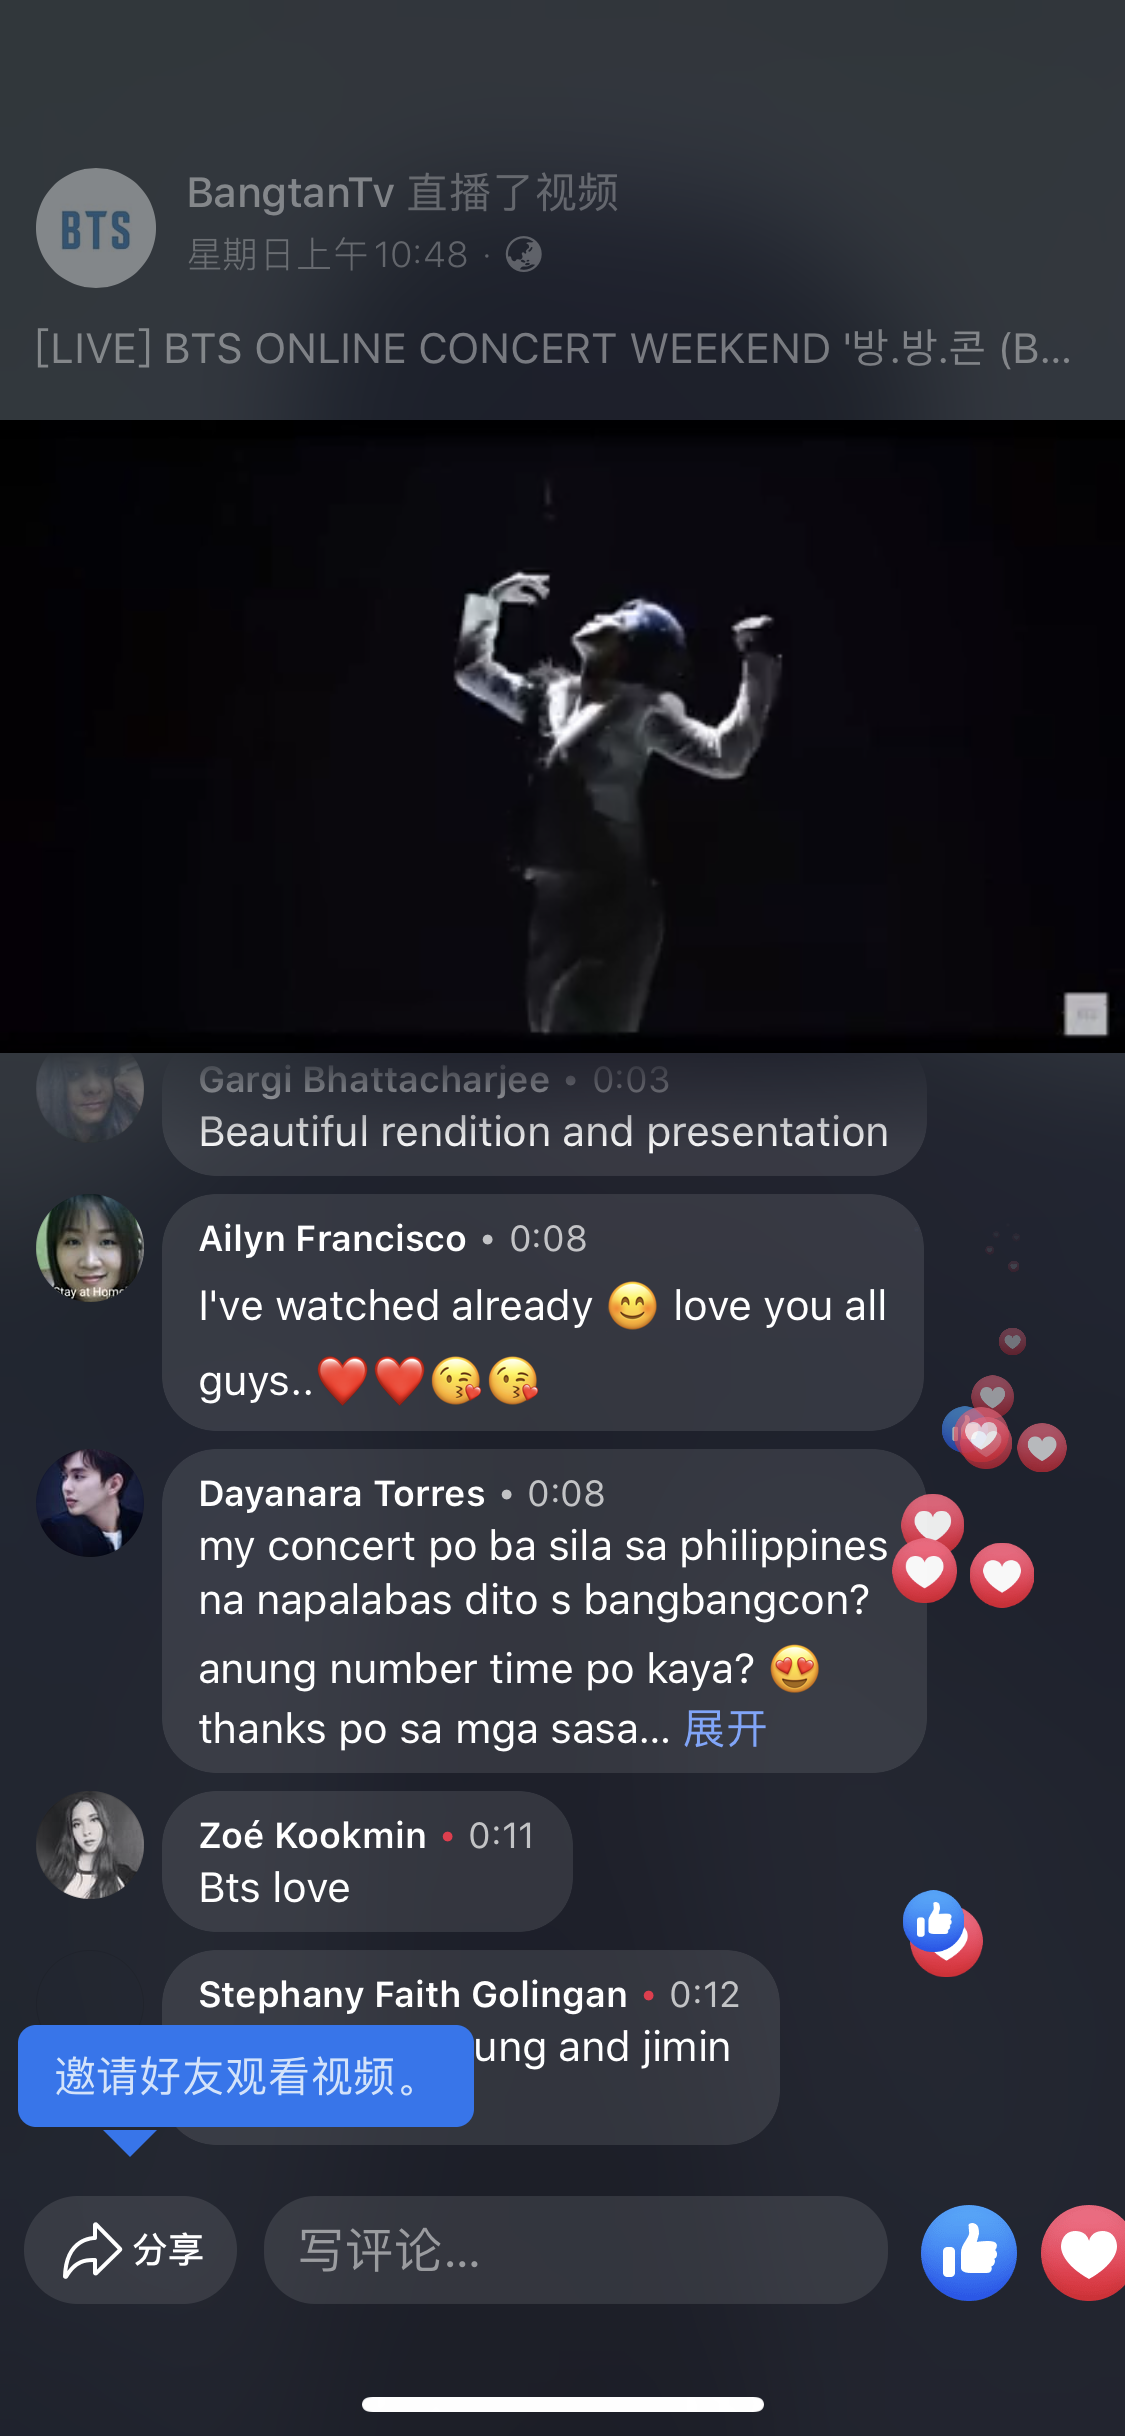 BTS
BangtanTv 直播了视频
星期日上午10:48 ·
[LIVE] BTS ONLINE CONCERT WEEKEND '방.방.콘 (B...
Gargi Bhattacharjee • 0:03
Beautiful rendition and presentation
Stay at Home
Ailyn Francisco • 0:08
I've watched already 😊 love you all
guys..❤️❤️😘😘
Dayanara Torres • 0:08
my concert po ba sila sa philippines
na napalabas dito s bangbangcon?
anung number time po kaya? 😍
thanks po sa mga sasa... 展开
Zoé Kookmin • 0:11
Bts love
Stephany Faith Golingan • 0:12
ung and jimin
邀请好友观看视频。
分享
写评论...